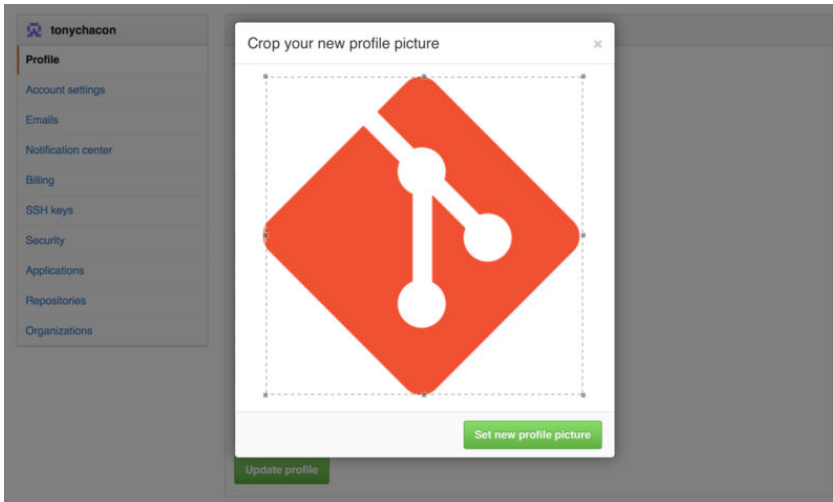 tonychacon
Profile
Account settings
Emails
Notification center
Billing
SSH keys
Security
Applications
Repositories
Organizations
Crop your new profile picture
×
Set new profile picture
Update profile